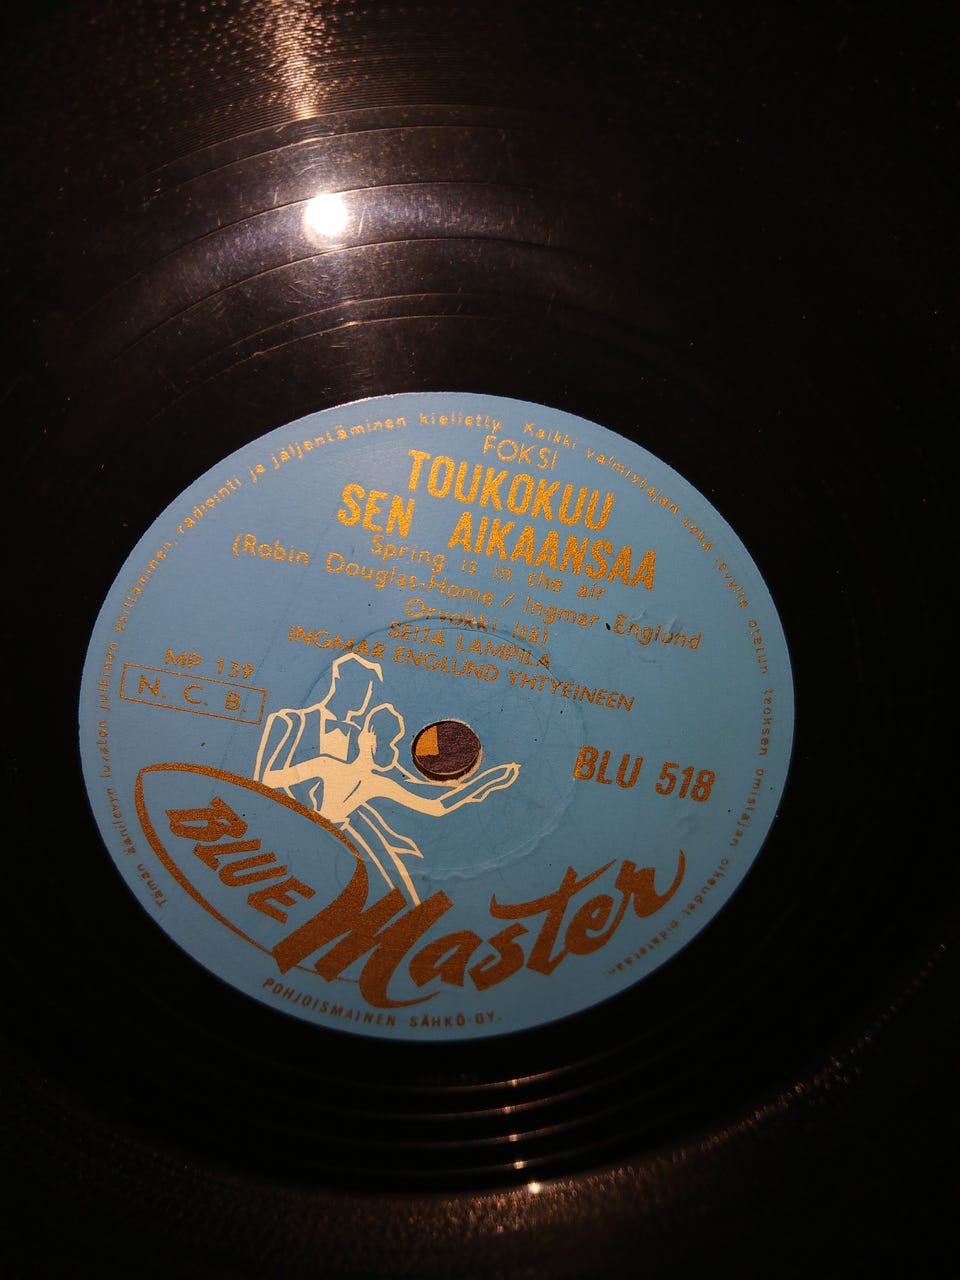 Tämän äänilevyn luvaton julkinen esittäminen, radiointi ja jäljentäminen kielletty. Kaikki valmistajan sekä levylle otetun teoksen omistajan oikeudet pidätetään.
FOKSI
TOUKOKUU
SEN AIKAANSAA
Spring is in the air
(Robin Douglas-Home / Ingmar Englund
Orvokki Itä)
SEIJA LAMPILA
INGMAR ENGLUND YHTYEINEEN
MP 139
N. C. B.
BLU 518
BLUE Master
POHJOISMAINEN SÄHKÖ-OY.